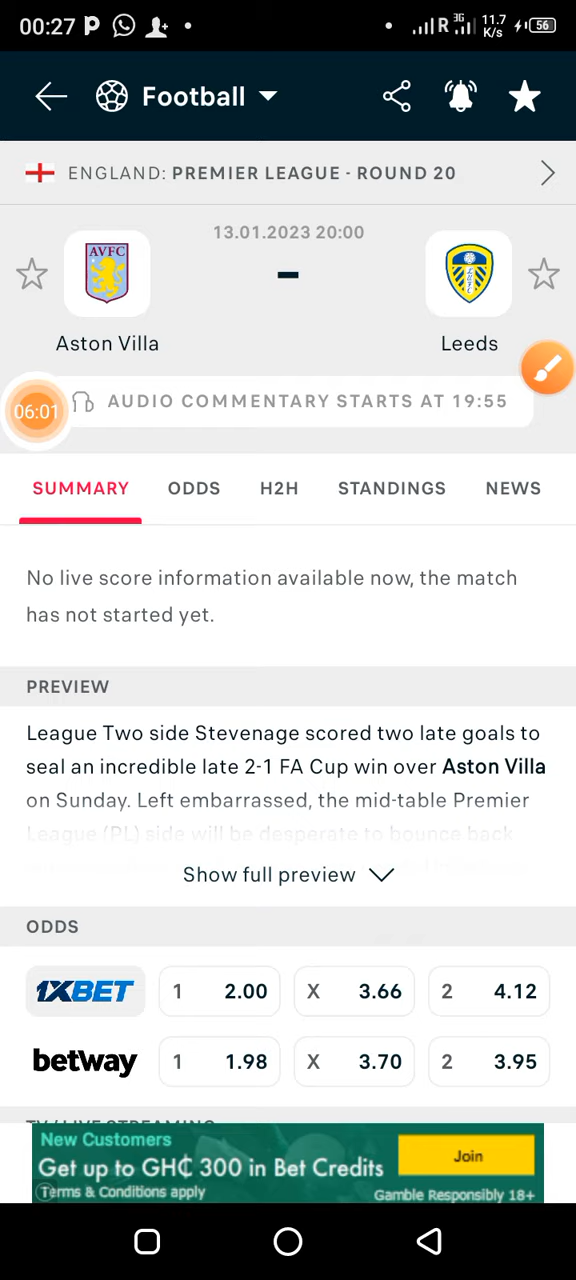 00:27 P R 3G 11.7 K/s 56
Football
ENGLAND: PREMIER LEAGUE - ROUND 20
13.01.2023 20:00
AVFC
-
Aston Villa
Leeds
06:01
AUDIO COMMENTARY STARTS AT 19:55
SUMMARY ODDS H2H STANDINGS NEWS
No live score information available now, the match
has not started yet.
PREVIEW
League Two side Stevenage scored two late goals to
seal an incredible late 2-1 FA Cup win over Aston Villa
on Sunday. Left embarrassed, the mid-table Premier
League (PL) side will be desperate to bounce back
Show full preview
ODDS
1XBET 1 2.00 X 3.66 2 4.12
betway 1 1.98 X 3.70 2 3.95
TV / LIVE STREAMING
New Customers
Get up to GH₵ 300 in Bet Credits
Join
Terms & Conditions apply
Gamble Responsibly 18+